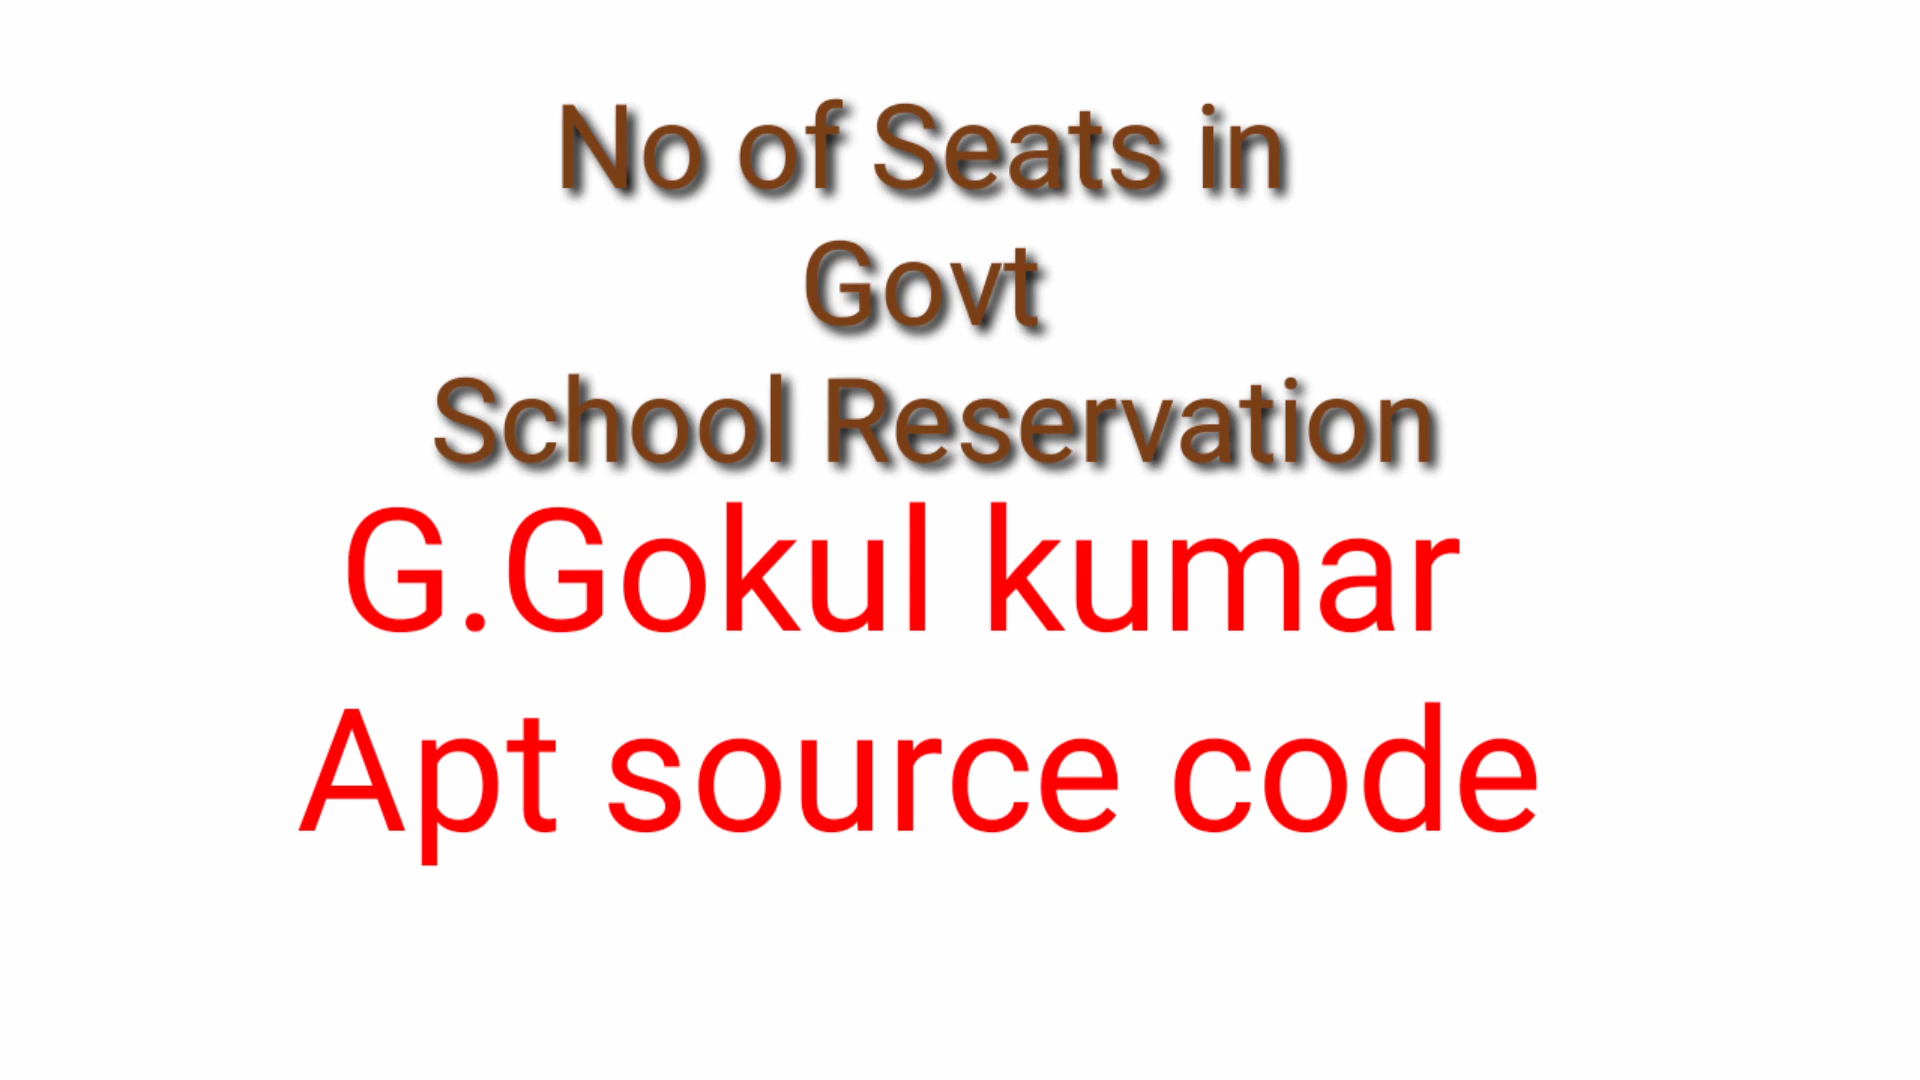 No of Seats in
Govt
School Reservation
G.Gokul kumar
Apt source code